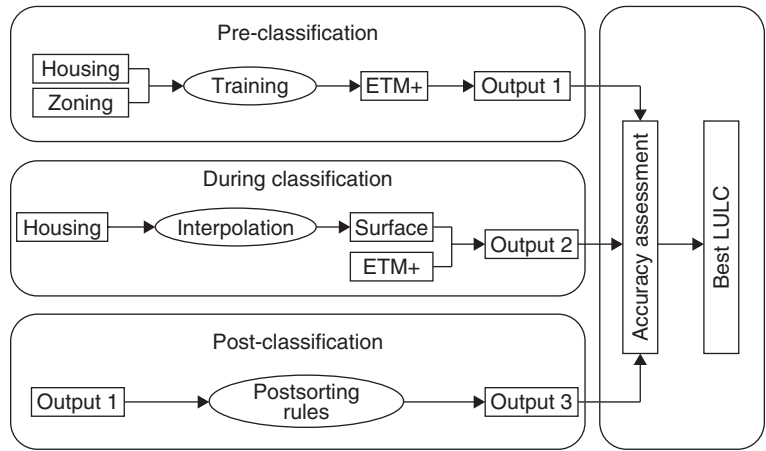 Pre-classification
Housing
Zoning
Training
ETM+
Output 1
During classification
Housing
Interpolation
Surface
ETM+
Output 2
Post-classification
Output 1
Postsorting
rules
Output 3
Accuracy assessment
Best LULC